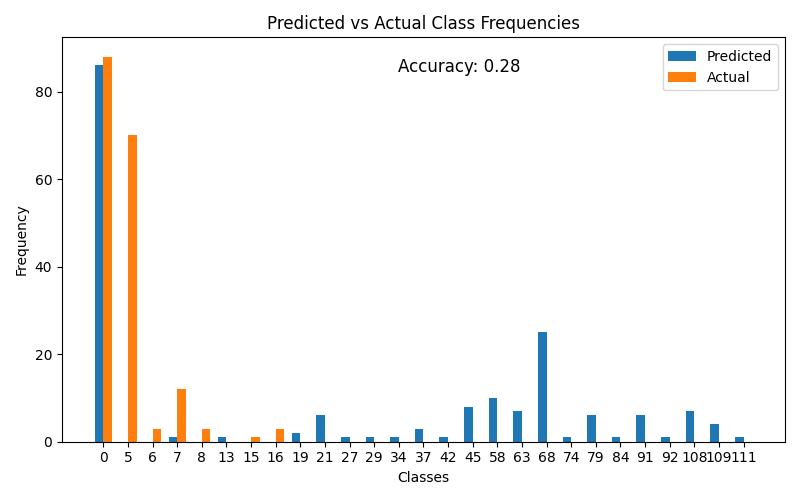 Predicted vs Actual Class Frequencies
Accuracy: 0.28
Predicted
Actual
80
60
40
20
0
Frequency
0 5 6 7 8 13 15 16 19 21 27 29 34 37 42 45 58 63 68 74 79 84 91 92 108 109 111
Classes